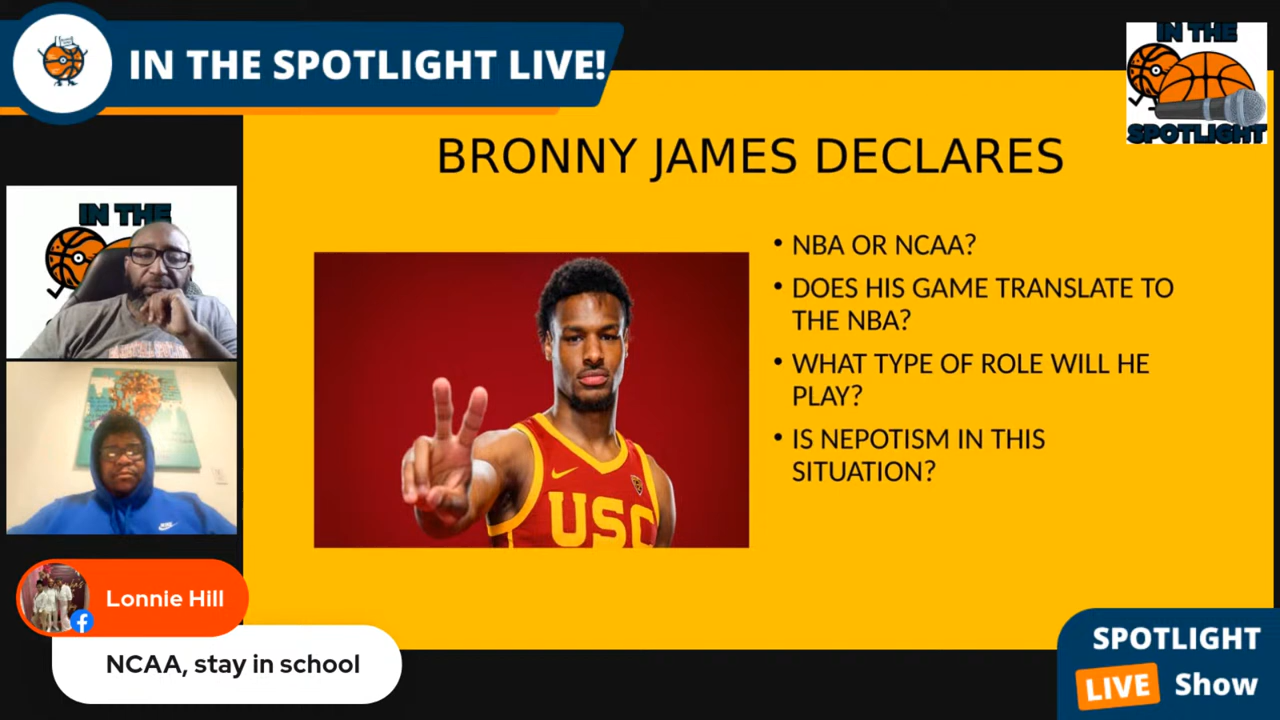 IN THE SPOTLIGHT LIVE!
IN THE
SPOTLIGHT
BRONNY JAMES DECLARES
IN THE
• NBA OR NCAA?
• DOES HIS GAME TRANSLATE TO
THE NBA?
• WHAT TYPE OF ROLE WILL HE
PLAY?
• IS NEPOTISM IN THIS
SITUATION?
USC
Lonnie Hill
NCAA, stay in school
SPOTLIGHT
LIVE Show